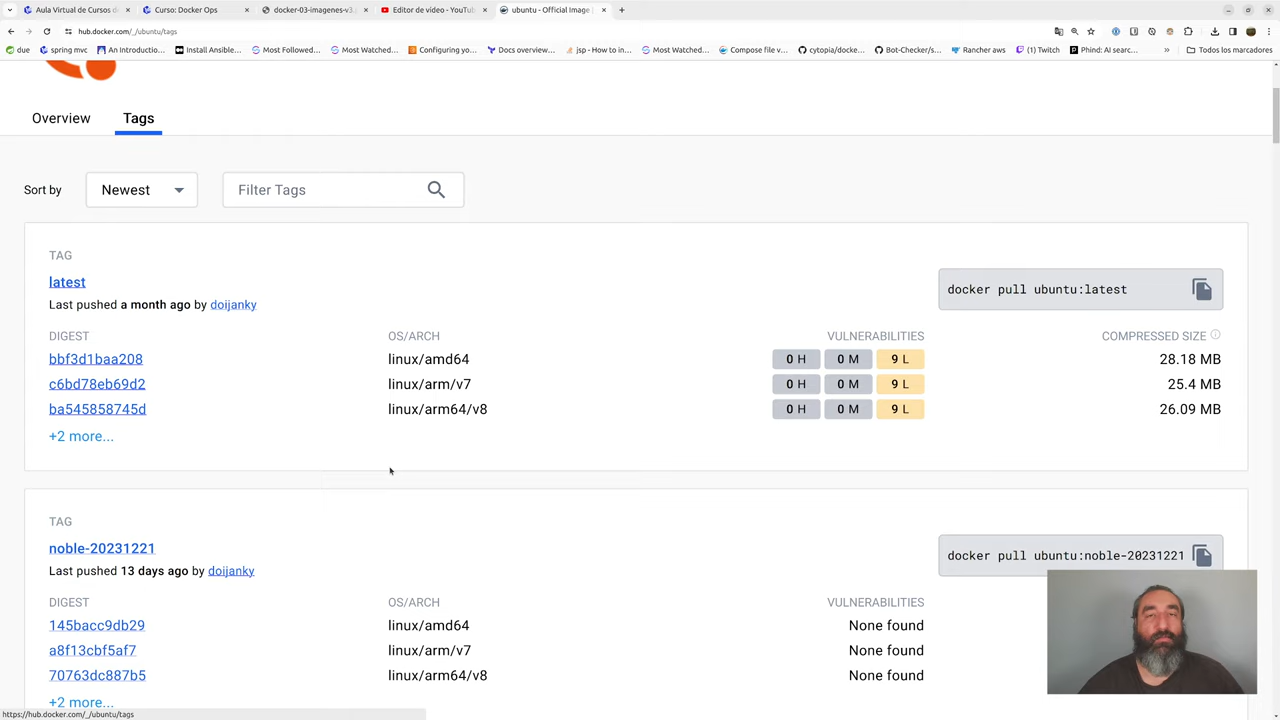 Aula Virtual de Cursos d
Curso: Docker Ops
docker-03-imagenes-v3.
Editor de vídeo - YouTu
ubuntu - Official Image |
hub.docker.com/_/ubuntu/tags
due
spring mvc
An Introductio...
Install Ansible...
Most Followed...
Most Watched...
Configuring yo...
Docs overview...
jsp - How to in...
Most Watched...
Compose file v...
cytopia/docke...
Bot-Checker/s...
Rancher aws
(1) Twitch
Phind: AI searc...
»
Todos los marcadores
Overview
Tags
Sort by
Newest
Filter Tags
TAG
latest
Last pushed a month ago by doijanky
docker pull ubuntu:latest
DIGEST OS/ARCH VULNERABILITIES COMPRESSED SIZE
bbf3d1baa208 linux/amd64 0 H 0 M 9 L 28.18 MB
c6bd78eb69d2 linux/arm/v7 0 H 0 M 9 L 25.4 MB
ba545858745d linux/arm64/v8 0 H 0 M 9 L 26.09 MB
+2 more...
TAG
noble-20231221
Last pushed 13 days ago by doijanky
docker pull ubuntu:noble-20231221
DIGEST OS/ARCH VULNERABILITIES
145bacc9db29 linux/amd64 None found
a8f13cbf5af7 linux/arm/v7 None found
70763dc887b5 linux/arm64/v8 None found
+2 more...
https://hub.docker.com/_/ubuntu/tags